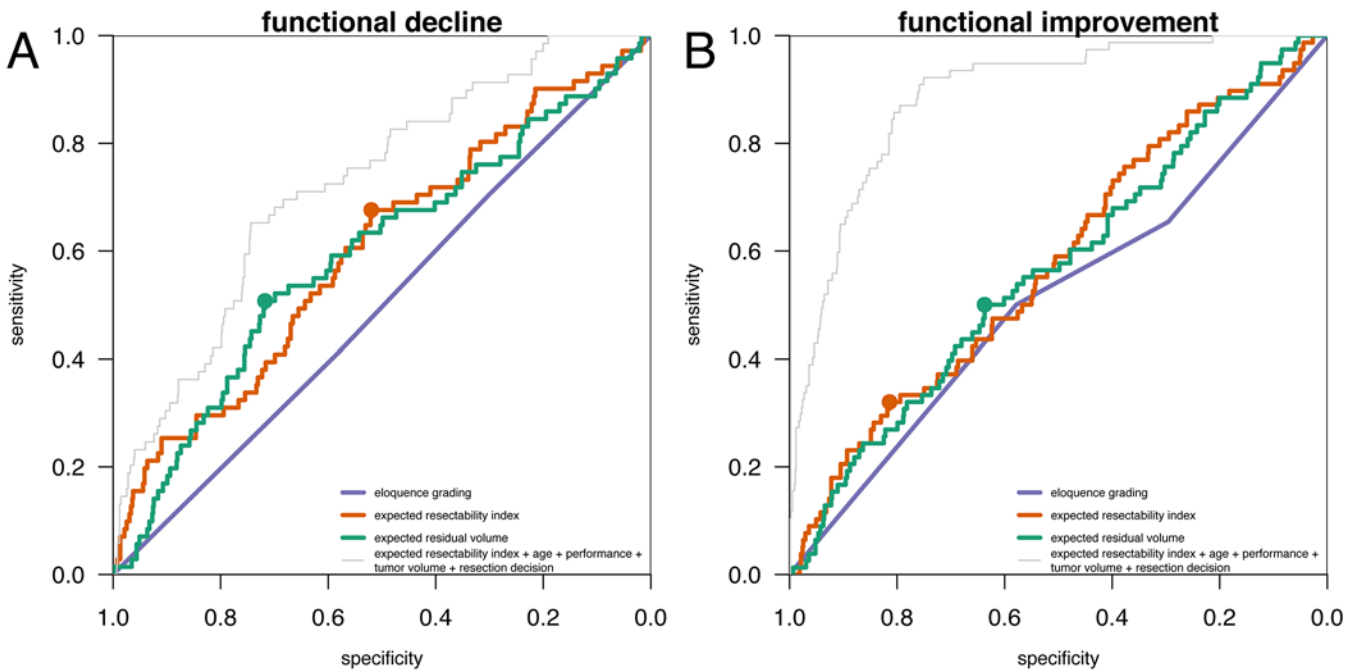 A
functional decline
1.0
0.8
0.6
0.4
0.2
0.0
sensitivity
eloquence grading
expected resectability index
expected residual volume
expected resectability index + age + performance +
tumor volume + resection decision
1.0 0.8 0.6 0.4 0.2 0.0
specificity
B
functional improvement
1.0
0.8
0.6
0.4
0.2
0.0
sensitivity
eloquence grading
expected resectability index
expected residual volume
expected resectability index + age + performance +
tumor volume + resection decision
1.0 0.8 0.6 0.4 0.2 0.0
specificity